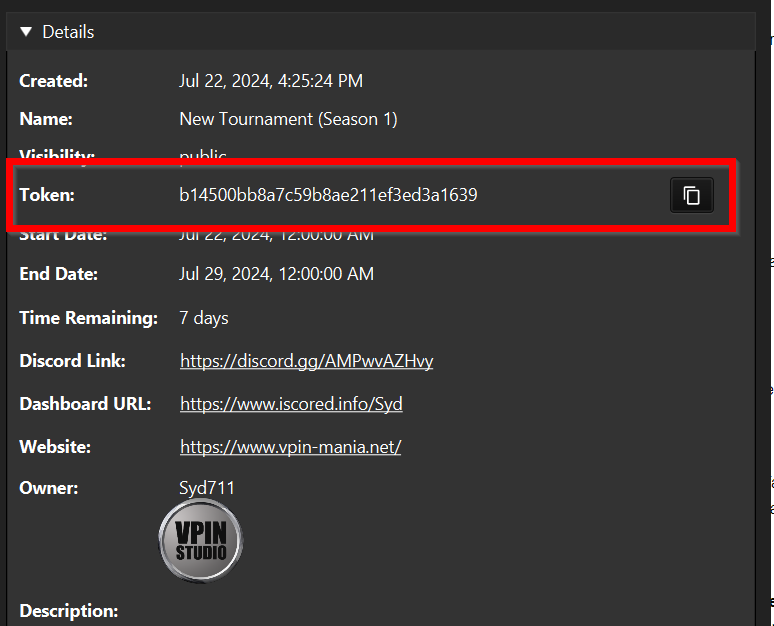 ▼ Details
Created: Jul 22, 2024, 4:25:24 PM
Name: New Tournament (Season 1)
Visibility: public
Token: b14500bb8a7c59b8ae211ef3ed3a1639
Start Date: Jul 22, 2024, 12:00:00 AM
End Date: Jul 29, 2024, 12:00:00 AM
Time Remaining: 7 days
Discord Link: https://discord.gg/AMPwvAZHvy
Dashboard URL: https://www.iscored.info/Syd
Website: https://www.vpin-mania.net/
Owner: Syd711
VPIN
STUDIO
Description: